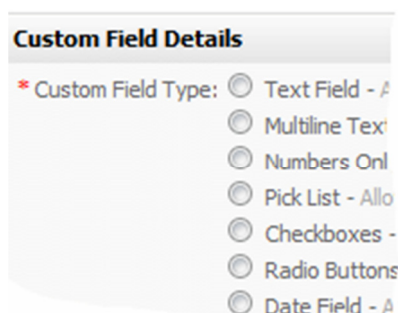 Custom Field Details
* Custom Field Type: Text Field - A
Multiline Text
Numbers Onl
Pick List - Allo
Checkboxes -
Radio Buttons
Date Field - A